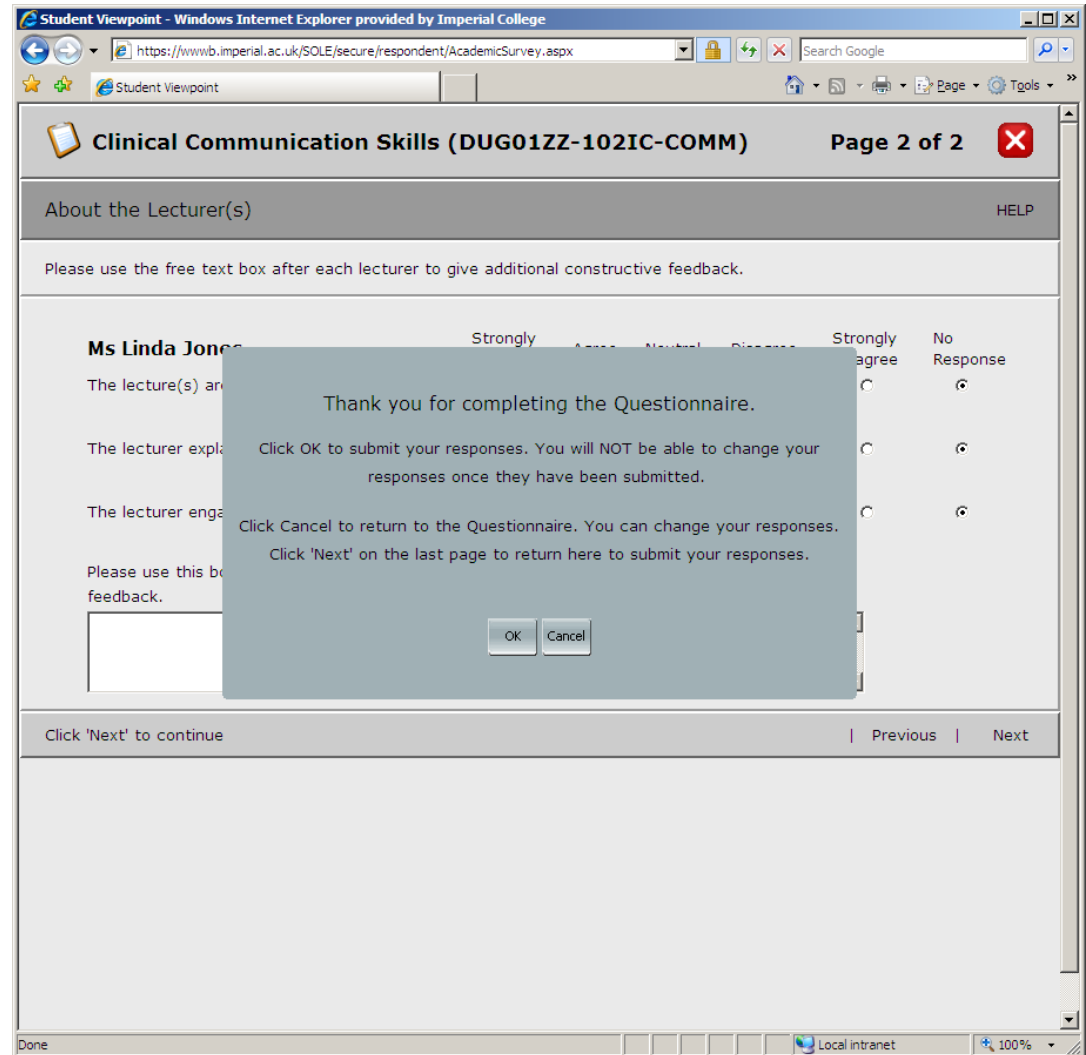 Student Viewpoint - Windows Internet Explorer provided by Imperial College
https://wwwb.imperial.ac.uk/SOLE/secure/respondent/AcademicSurvey.aspx
Search Google
Student Viewpoint
Page
Tools
Clinical Communication Skills (DUG01ZZ-102IC-COMM) Page 2 of 2
About the Lecturer(s) HELP
Please use the free text box after each lecturer to give additional constructive feedback.
Strongly Strongly No
Ms Linda Jones Agree Neutral Disagree
agree Response
The lecture(s) are
The lecturer expla
The lecturer enga
Please use this bo
feedback.
Thank you for completing the Questionnaire.
Click OK to submit your responses. You will NOT be able to change your
responses once they have been submitted.
Click Cancel to return to the Questionnaire. You can change your responses.
Click 'Next' on the last page to return here to submit your responses.
OK Cancel
Click 'Next' to continue | Previous | Next
Done Local intranet 100%